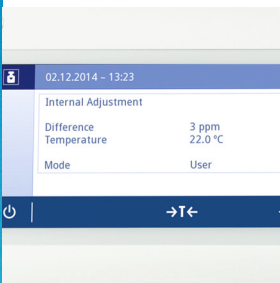 02.12.2014 – 13:23
Internal Adjustment
Difference 3 ppm
Temperature 22.0 °C
Mode User
→T←